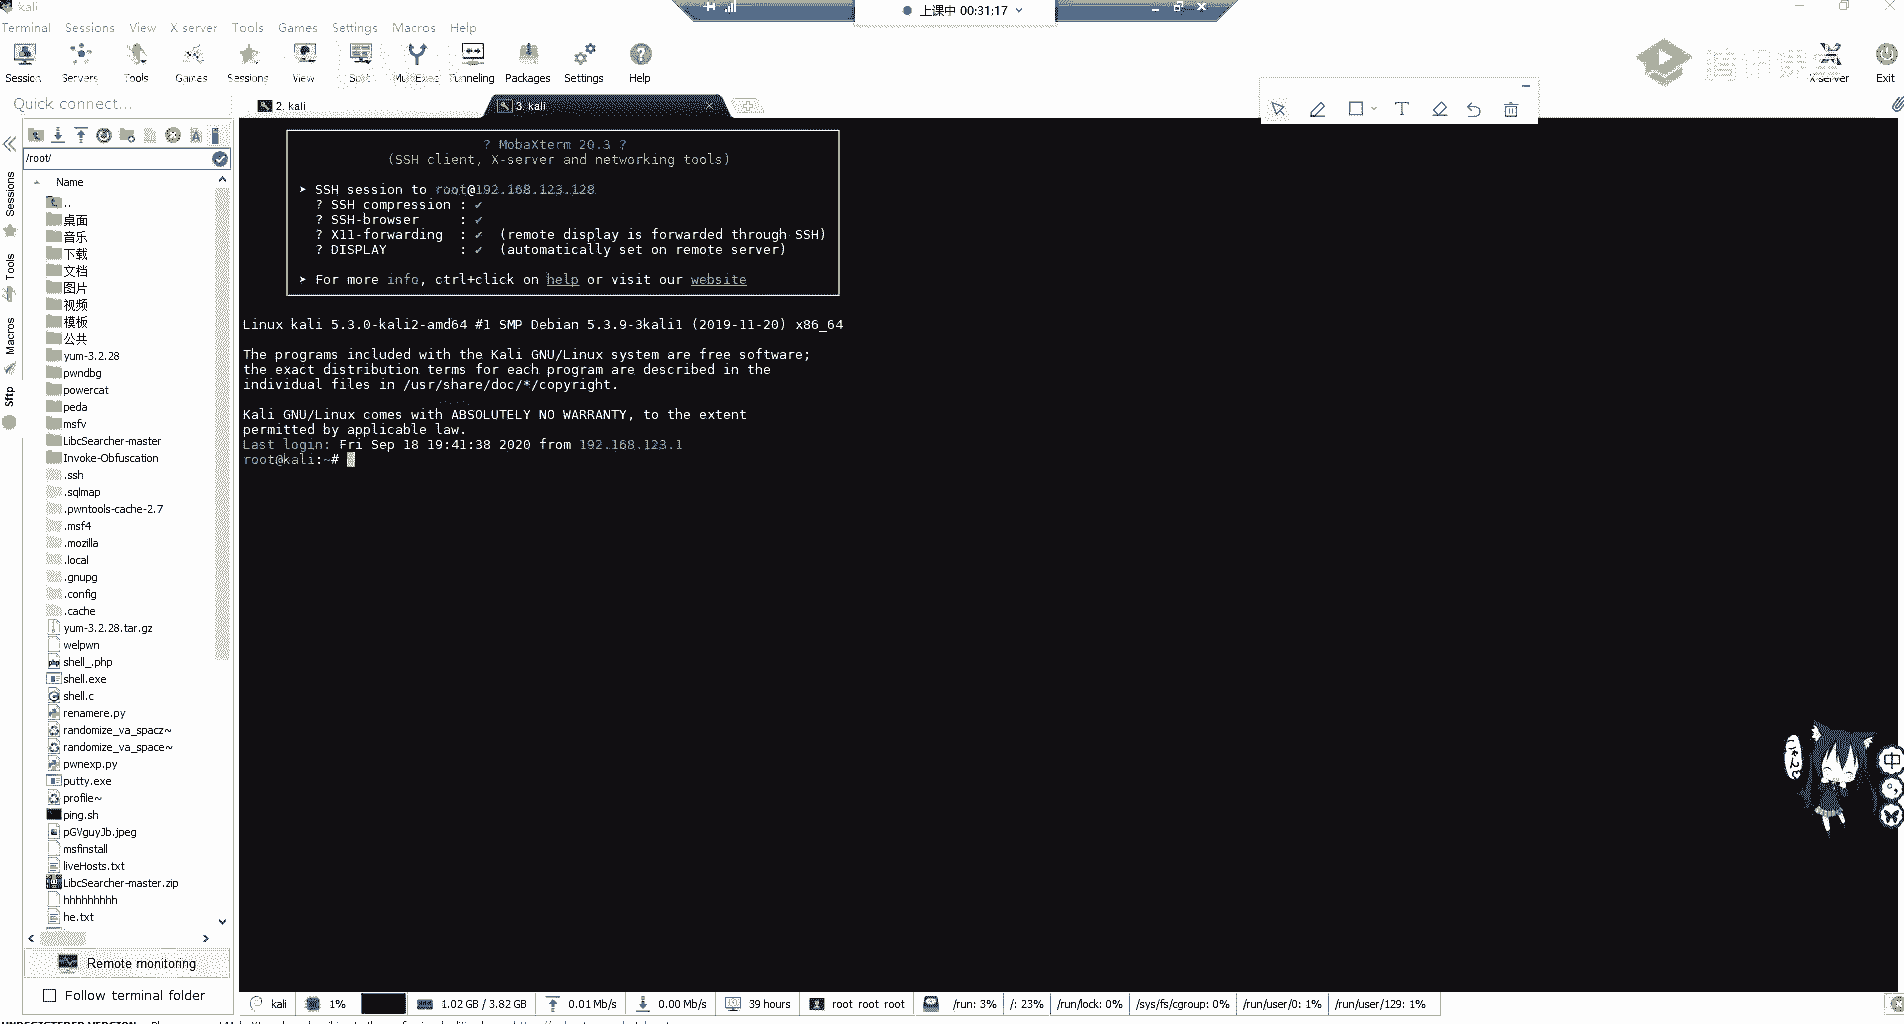 kali
上课中 00:31:17
Terminal Sessions View X server Tools Games Settings Macros Help
Session Servers Tools Games Sessions View Split MultiExec Tunneling Packages Settings Help
X server Exit
Quick connect...
2. kali
3. kali
/root/
Name
..
桌面
音乐
下载
文档
图片
视频
模板
公共
yum-3.2.28
pwndbg
powercat
peda
msfv
LibcSearcher-master
Invoke-Obfuscation
.ssh
.sqlmap
.pwntools-cache-2.7
.msf4
.mozilla
.local
.gnupg
.config
.cache
yum-3.2.28.tar.gz
welpwn
shell_.php
shell.exe
shell.c
renamere.py
randomize_va_spacz~
randomize_va_space~
pwnexp.py
putty.exe
profile~
ping.sh
pGVguyJb.jpeg
msfinstall
liveHosts.txt
LibcSearcher-master.zip
hhhhhhhhh
he.txt
Sessions
Tools
Macros
Sftp
Remote monitoring
Follow terminal folder
? MobaXterm 20.3 ?
(SSH client, X-server and networking tools)
➤ SSH session to root@192.168.123.128
? SSH compression : ✔
? SSH-browser : ✔
? X11-forwarding : ✔ (remote display is forwarded through SSH)
? DISPLAY : ✔ (automatically set on remote server)
➤ For more info, ctrl+click on help or visit our website
Linux kali 5.3.0-kali2-amd64 #1 SMP Debian 5.3.9-3kali1 (2019-11-20) x86_64
The programs included with the Kali GNU/Linux system are free software;
the exact distribution terms for each program are described in the
individual files in /usr/share/doc/*/copyright.
Kali GNU/Linux comes with ABSOLUTELY NO WARRANTY, to the extent
permitted by applicable law.
Last login: Fri Sep 18 19:41:38 2020 from 192.168.123.1
root@kali:~#
中
kali 1% 1.02 GB / 3.82 GB 0.01 Mb/s 0.00 Mb/s 39 hours root root root /run: 3% /: 23% /run/lock: 0% /sys/fs/cgroup: 0% /run/user/0: 1% /run/user/129: 1%